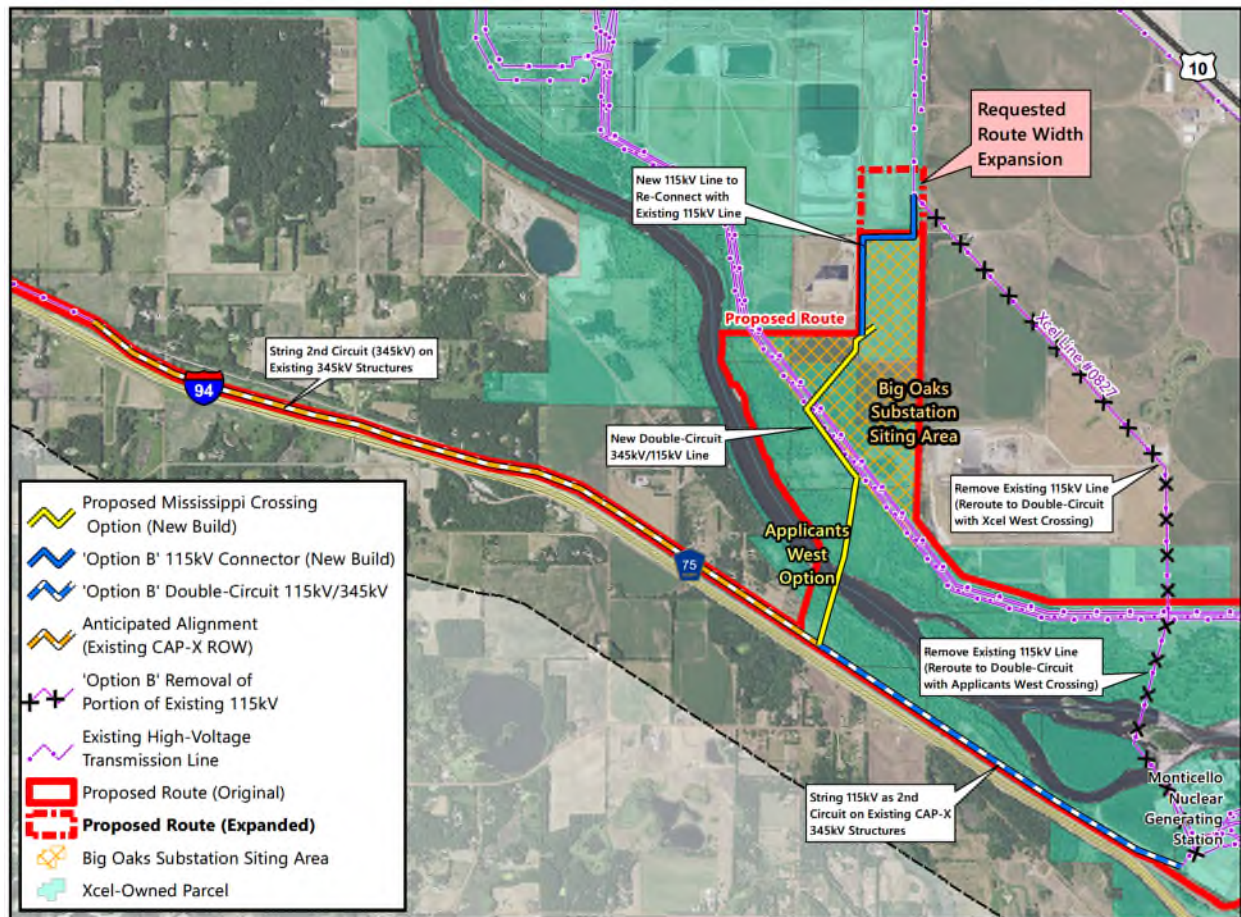 10
Requested
Route Width
Expansion
New 115kV Line to
Re-Connect with
Existing 115kV Line
Proposed Route
Xcel Line #0827
String 2nd Circuit (345kV) on
Existing 345kV Structures
94
Big Oaks
Substation
Siting Area
New Double-Circuit
345kV/115kV Line
Remove Existing 115kV Line
(Reroute to Double-Circuit
with Xcel West Crossing)
Applicants
West
Option
75
Remove Existing 115kV Line
(Reroute to Double-Circuit
with Applicants West Crossing)
String 115kV as 2nd
Circuit on Existing CAP-X
345kV Structures
Monticello
Nuclear
Generating
Station
Proposed Mississippi Crossing
Option (New Build)
'Option B' 115kV Connector (New Build)
'Option B' Double-Circuit 115kV/345kV
Anticipated Alignment
(Existing CAP-X ROW)
'Option B' Removal of
Portion of Existing 115kV
Existing High-Voltage
Transmission Line
Proposed Route (Original)
Proposed Route (Expanded)
Big Oaks Substation Siting Area
Xcel-Owned Parcel